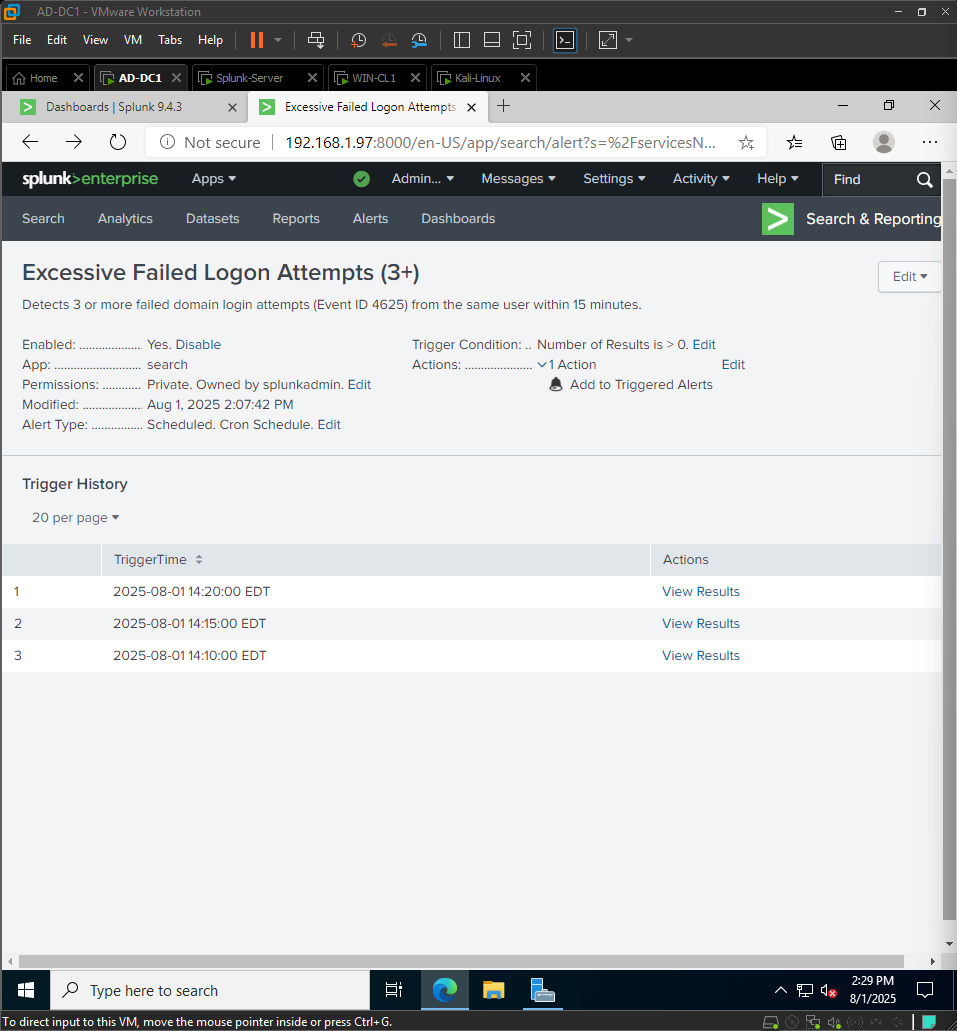 AD-DC1 - VMware Workstation
File Edit View VM Tabs Help
Home AD-DC1 Splunk-Server WIN-CL1 Kali-Linux
Dashboards | Splunk 9.4.3 Excessive Failed Logon Attempts
Not secure 192.168.1.97:8000/en-US/app/search/alert?s=%2FservicesN...
splunk>enterprise Apps Admin... Messages Settings Activity Help Find
Search Analytics Datasets Reports Alerts Dashboards Search & Reporting
Excessive Failed Logon Attempts (3+)
Edit
Detects 3 or more failed domain login attempts (Event ID 4625) from the same user within 15 minutes.
Enabled: ................... Yes. Disable
App: .......................... search
Permissions: ............ Private. Owned by splunkadmin. Edit
Modified: .................. Aug 1, 2025 2:07:42 PM
Alert Type: ................ Scheduled. Cron Schedule. Edit
Trigger Condition: .. Number of Results is > 0. Edit
Actions: ..................... 1 Action Edit
Add to Triggered Alerts
Trigger History
20 per page
TriggerTime Actions
1 2025-08-01 14:20:00 EDT View Results
2 2025-08-01 14:15:00 EDT View Results
3 2025-08-01 14:10:00 EDT View Results
Type here to search
2:29 PM
8/1/2025
To direct input to this VM, move the mouse pointer inside or press Ctrl+G.